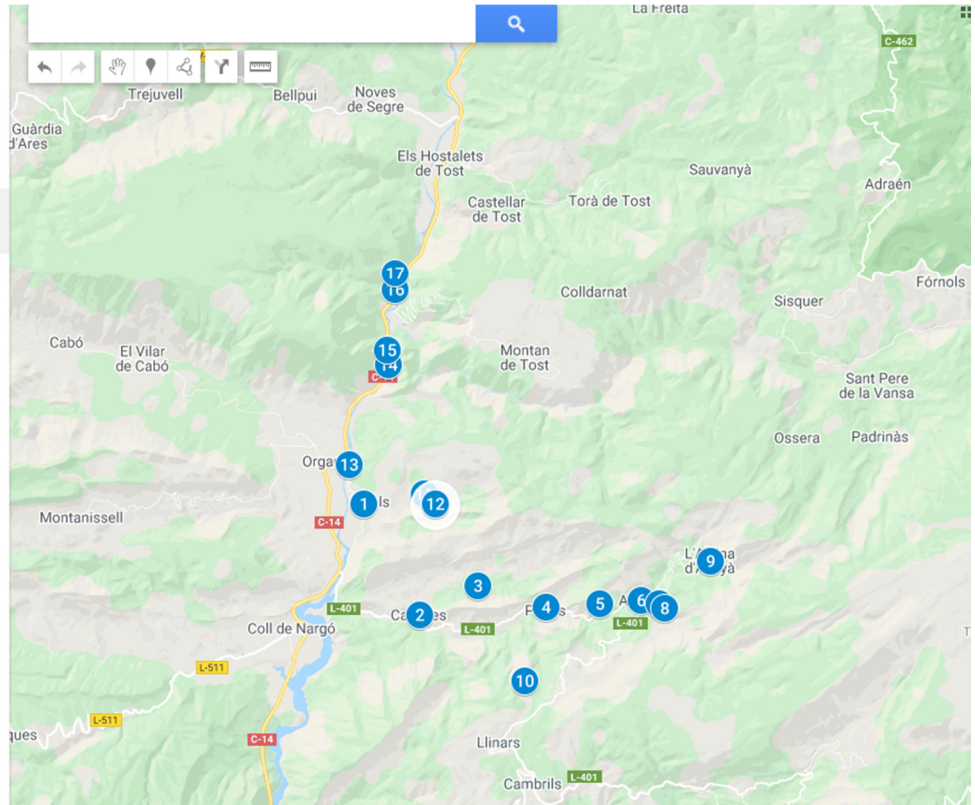 La Freita
C-462
Trejuvell
Bellpui
Noves
de Segre
Guàrdia
d'Ares
Els Hostalets
de Tost
Sauvanyà
Adraén
Castellar
de Tost
Torà de Tost
17
16
Colldarnat
Fórnols
Sisquer
Cabó
El Vilar
de Cabó
15
14
Montan
de Tost
Sant Pere
de la Vansa
Ossera
Padrinàs
13
1
12
Montanissell
C-14
9
3
L-401
2
4
5
6
8
L-401
L-401
Coll de Nargó
L-511
10
L-511
C-14
Llinars
Cambrils
L-401